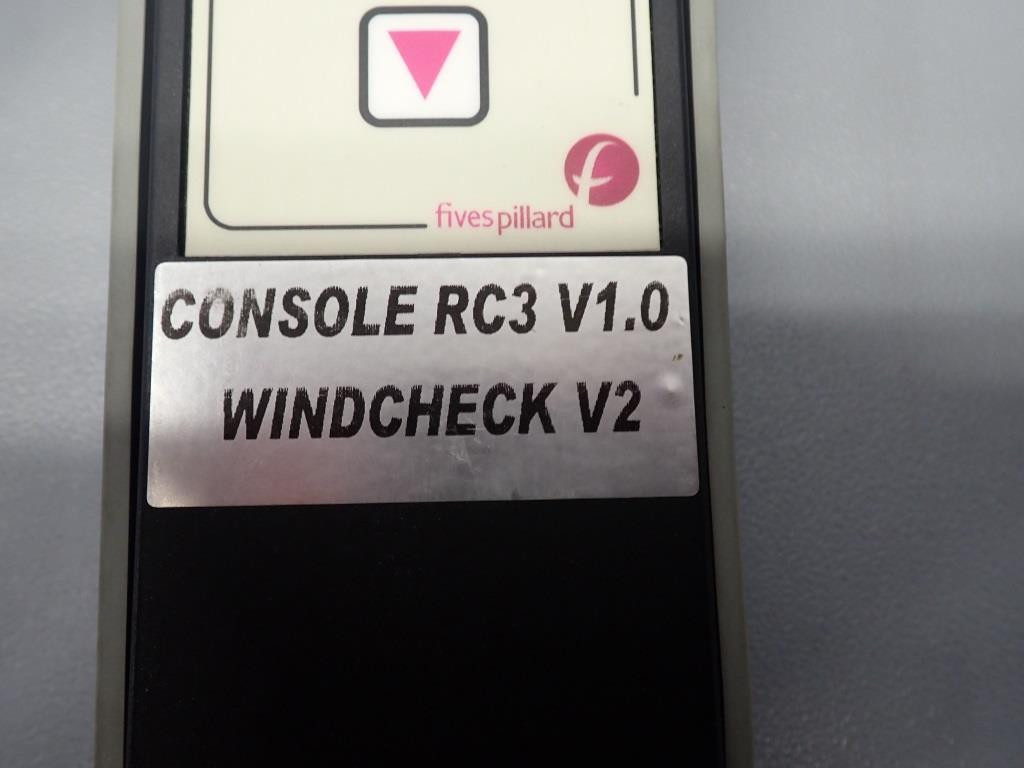 fivespillard
CONSOLE RC3 V1.0
WINDCHECK V2